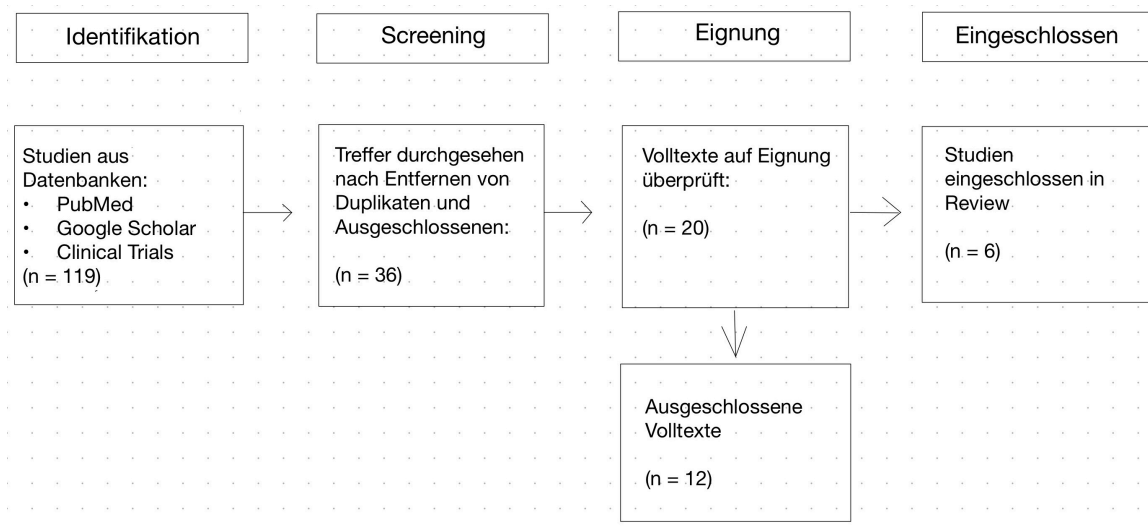 Identifikation
Screening
Eignung
Eingeschlossen
Studien aus
Datenbanken:
• PubMed
• Google Scholar
• Clinical Trials
(n = 119)
Treffer durchgesehen
nach Entfernen von
Duplikaten und
Ausgeschlossenen:
(n = 36)
Volltexte auf Eignung
überprüft:
(n = 20)
Studien
eingeschlossen in
Review
(n = 6)
Ausgeschlossene
Volltexte
(n = 12)